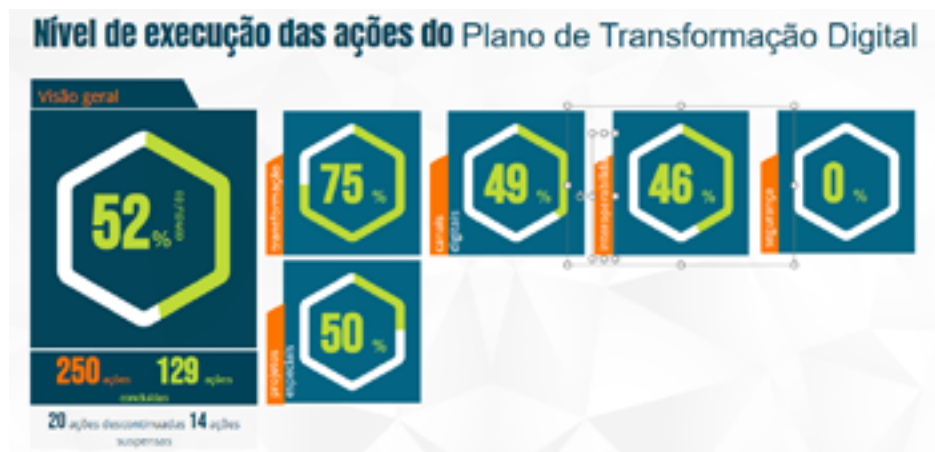 Nível de execução das ações do Plano de Transformação Digital
Visão geral
52% concluído
250 ações 129 ações
concluídas
20 ações descontinuadas 14 ações
suspensas
transformação
75 %
canais
digitais
49 %
interoperabilidade
46 %
segurança
0 %
projetos
especiais
50 %